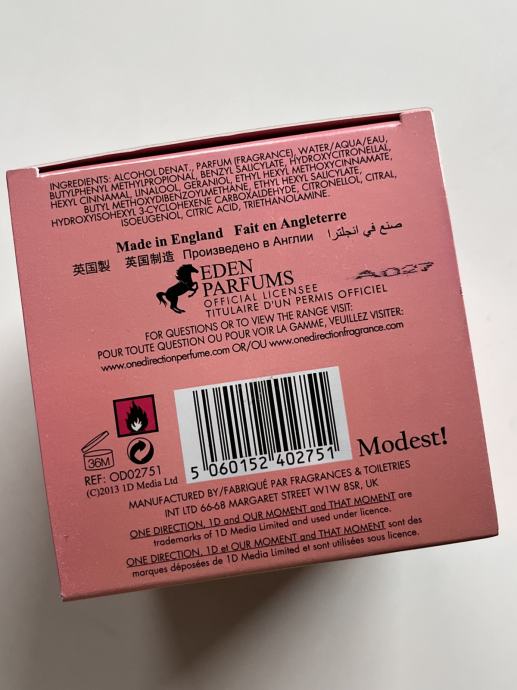 INGREDIENTS: ALCOHOL DENAT., PARFUM (FRAGRANCE), WATER/AQUA/EAU,
BUTYLPHENYL METHYLPROPIONAL, BENZYL SALICYLATE, HYDROXYCITRONELLAL,
HEXYL CINNAMAL, LINALOOL, GERANIOL, ETHYL HEXYL METHOXYCINNAMATE,
BUTYL METHOXYDIBENZOYLMETHANE, ETHYL HEXYL SALICYLATE,
HYDROXYISOHEXYL 3-CYCLOHEXENE CARBOXALDEHYDE, CITRONELLOL, CITRAL,
ISOEUGENOL, CITRIC ACID, TRIETHANOLAMINE.
Made in England Fait en Angleterre
英国製 英国制造 Произведено в Англии صنع في انجلترا
EDEN
PARFUMS
A027
OFFICIAL LICENSEE
TITULAIRE D'UN PERMIS OFFICIEL
FOR QUESTIONS OR TO VIEW THE RANGE VISIT:
POUR TOUTE QUESTION OU POUR VOIR LA GAMME, VEUILLEZ VISITER:
www.onedirectionperfume.com OR/OU www.onedirectionfragrance.com
36M
REF: OD02751
(C)2013 1D Media Ltd
5 060152 402751
Modest!
MANUFACTURED BY/FABRIQUÉ PAR FRAGRANCES & TOILETRIES
INT LTD 66-68 MARGARET STREET W1W 8SR, UK
ONE DIRECTION, 1D and OUR MOMENT and THAT MOMENT are
trademarks of 1D Media Limited and used under licence.
ONE DIRECTION, 1D et OUR MOMENT and THAT MOMENT sont des
marques déposées de 1D Media Limited et sont utilisées sous licence.